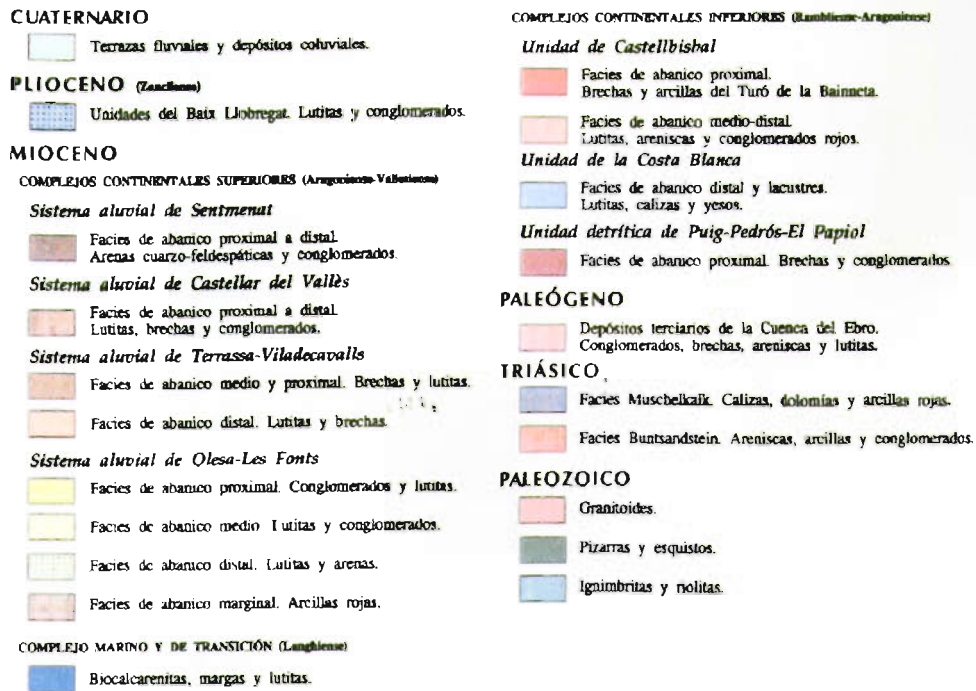 CUATERNARIO
Terrazas fluviales y depósitos coluviales.
PLIOCENO (Zancliense)
Unidades del Baix Llobregat. Lutitas y conglomerados.
MIOCENO
COMPLEJOS CONTINENTALES SUPERIORES (Aragoniense-Vallesiense)
Sistema aluvial de Sentmenat
Facies de abanico proximal a distal.
Arenas cuarzo-feldespáticas y conglomerados.
Sistema aluvial de Castellar del Vallès
Facies de abanico proximal a distal.
Lutitas, brechas y conglomerados.
Sistema aluvial de Terrassa-Viladecavalls
Facies de abanico medio y proximal. Brechas y lutitas.
Facies de abanico distal. Lutitas y brechas.
Sistema aluvial de Olesa-Les Fonts
Facies de abanico proximal. Conglomerados y lutitas.
Facies de abanico medio. Lutitas y conglomerados.
Facies de abanico distal. Lutitas y arenas.
Facies de abanico marginal. Arcillas rojas.
COMPLEJO MARINO Y DE TRANSICIÓN (Langhiense)
Biocalcarenitas, margas y lutitas.
COMPLEJOS CONTINENTALES INFERIORES (Rambliense-Aragoniense)
Unidad de Castellbisbal
Facies de abanico proximal.
Brechas y arcillas del Turó de la
Facies de abanico medio-distal.
Lutitas, areniscas y conglomerados rojos.
Unidad de la Costa Blanca
Facies de abanico distal y lacustres.
Lutitas, calizas y yesos.
Unidad detrítica de Puig-Pedrós-El Papiol
Facies de abanico proximal. Brechas y conglomerados.
PALEÓGENO
Depósitos terciarios de la Cuenca del Ebro.
Conglomerados, brechas, areniscas y lutitas.
TRIÁSICO
Facies Muschelkalk. Calizas, dolomías y arcillas rojas.
Facies Buntsandstein. Areniscas, arcillas y conglomerados.
PALEOZOICO
Granitoides.
Pizarras y esquistos.
Ignimbritas y riolitas.